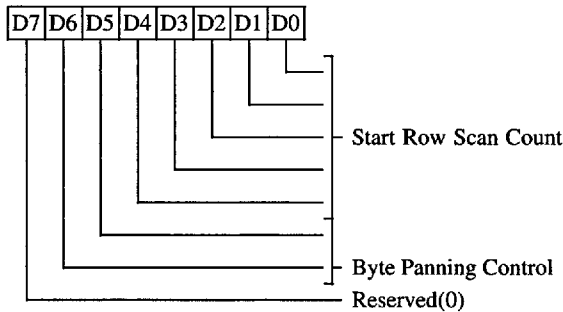 D7 D6 D5 D4 D3 D2 D1 D0
Start Row Scan Count
Byte Panning Control
Reserved(0)